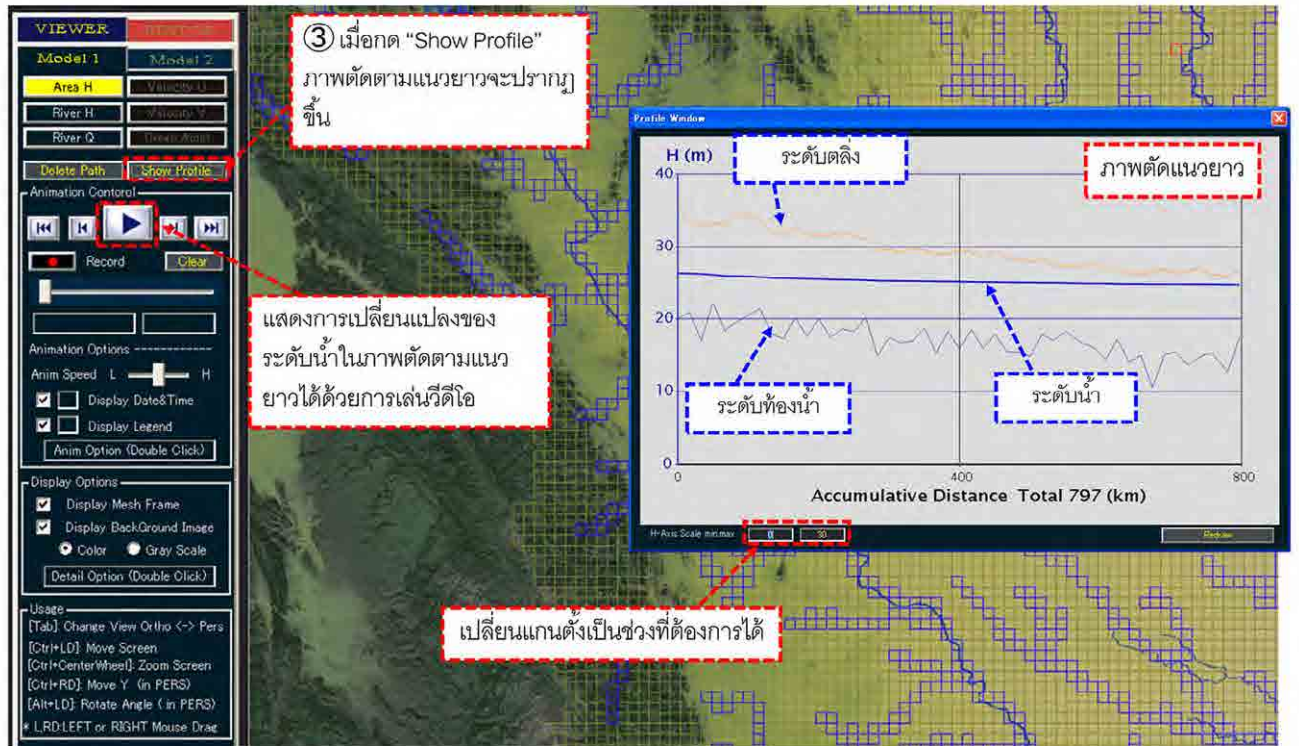 VIEWER
Model 1
Model 2
Area H
Velocity U
River H
Velocity V
River Q
Delete Path
Show Profile
Animation Control
Record
Clear
Animation Options
Anim Speed L H
Display Date&Time
Display Legend
Anim Option (Double Click)
Display Options
Display Mesh Frame
Display BackGround Image
Color
Gray Scale
Detail Option (Double Click)
Usage
[Tab]: Change View Ortho <-> Pers
[Ctrl+LD]: Move Screen
[Ctrl+CenterWheel]: Zoom Screen
[Ctrl+RD]: Move Y (in PERS)
[Alt+LD]: Rotate Angle ( in PERS)
* L,RD:LEFT or RIGHT Mouse Drag
③ เมื่อกด “Show Profile”
ภาพตัดตามแนวยาวจะปรากฏ
ขึ้น
แสดงการเปลี่ยนแปลงของ
ระดับน้ำในภาพตัดตามแนว
ยาวได้ด้วยการเล่นวีดีโอ
Profile Window
H (m)
ระดับตลิ่ง
ภาพตัดแนวยาว
40
30
20
10
0
ระดับท้องน้ำ
ระดับน้ำ
0
400
800
Accumulative Distance Total 797 (km)
H-Axis Scale min:max
0
30
Redraw
เปลี่ยนแกนตั้งเป็นช่วงที่ต้องการได้